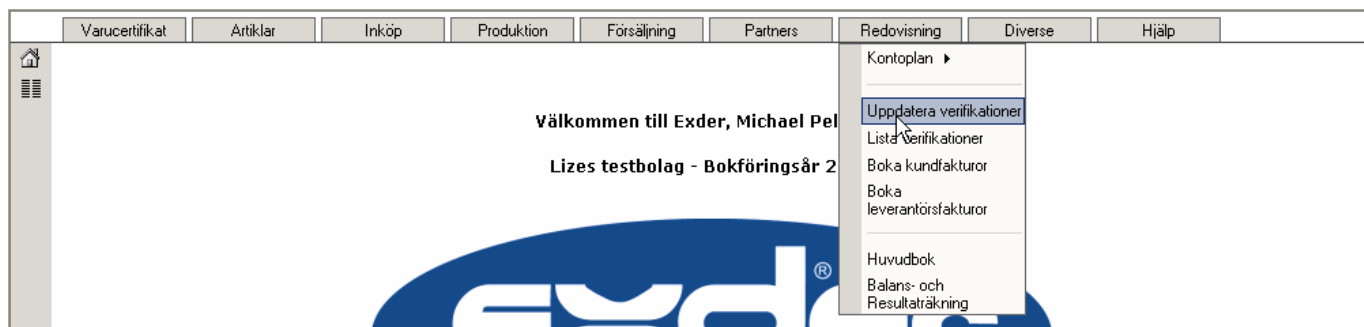 Varucertifikat Artiklar Inköp Produktion Försäljning Partners Redovisning Diverse Hjälp
Kontoplan
Uppdatera verifikationer
Lista verifikationer
Boka kundfakturor
Boka
leverantörsfakturor
Huvudbok
Balans- och
Resultaträkning
Välkommen till Exder, Michael Pel
Lizes testbolag - Bokföringsår 2
®